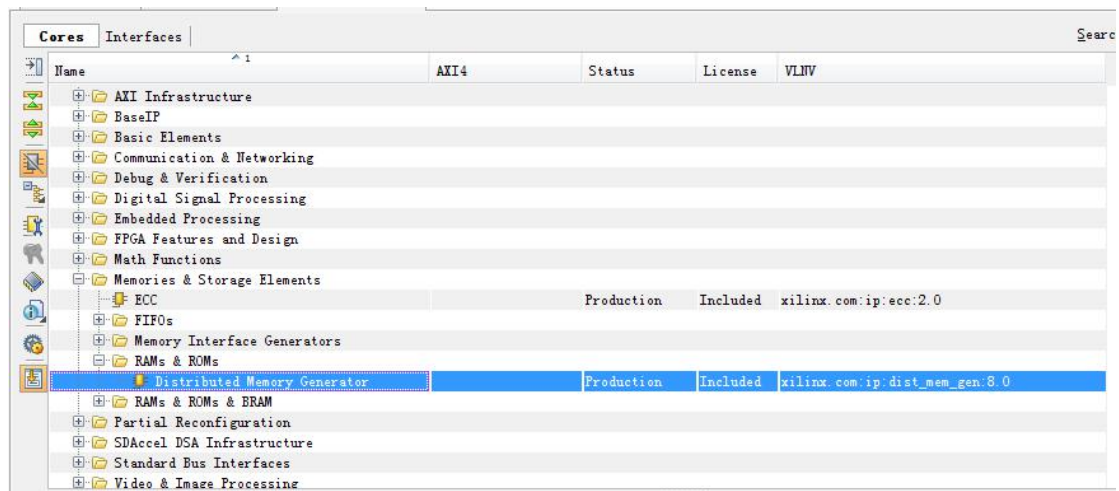 Cores Interfaces Searc
Name 1 AXI4 Status License VLNV
AXI Infrastructure
BaseIP
Basic Elements
Communication & Networking
Debug & Verification
Digital Signal Processing
Embedded Processing
FPGA Features and Design
Math Functions
Memories & Storage Elements
ECC Production Included xilinx.com:ip:ecc:2.0
FIFOs
Memory Interface Generators
RAMs & ROMs
Distributed Memory Generator Production Included xilinx.com:ip:dist_mem_gen:8.0
RAMs & ROMs & BRAM
Partial Reconfiguration
SDAccel DSA Infrastructure
Standard Bus Interfaces
Video & Image Processing